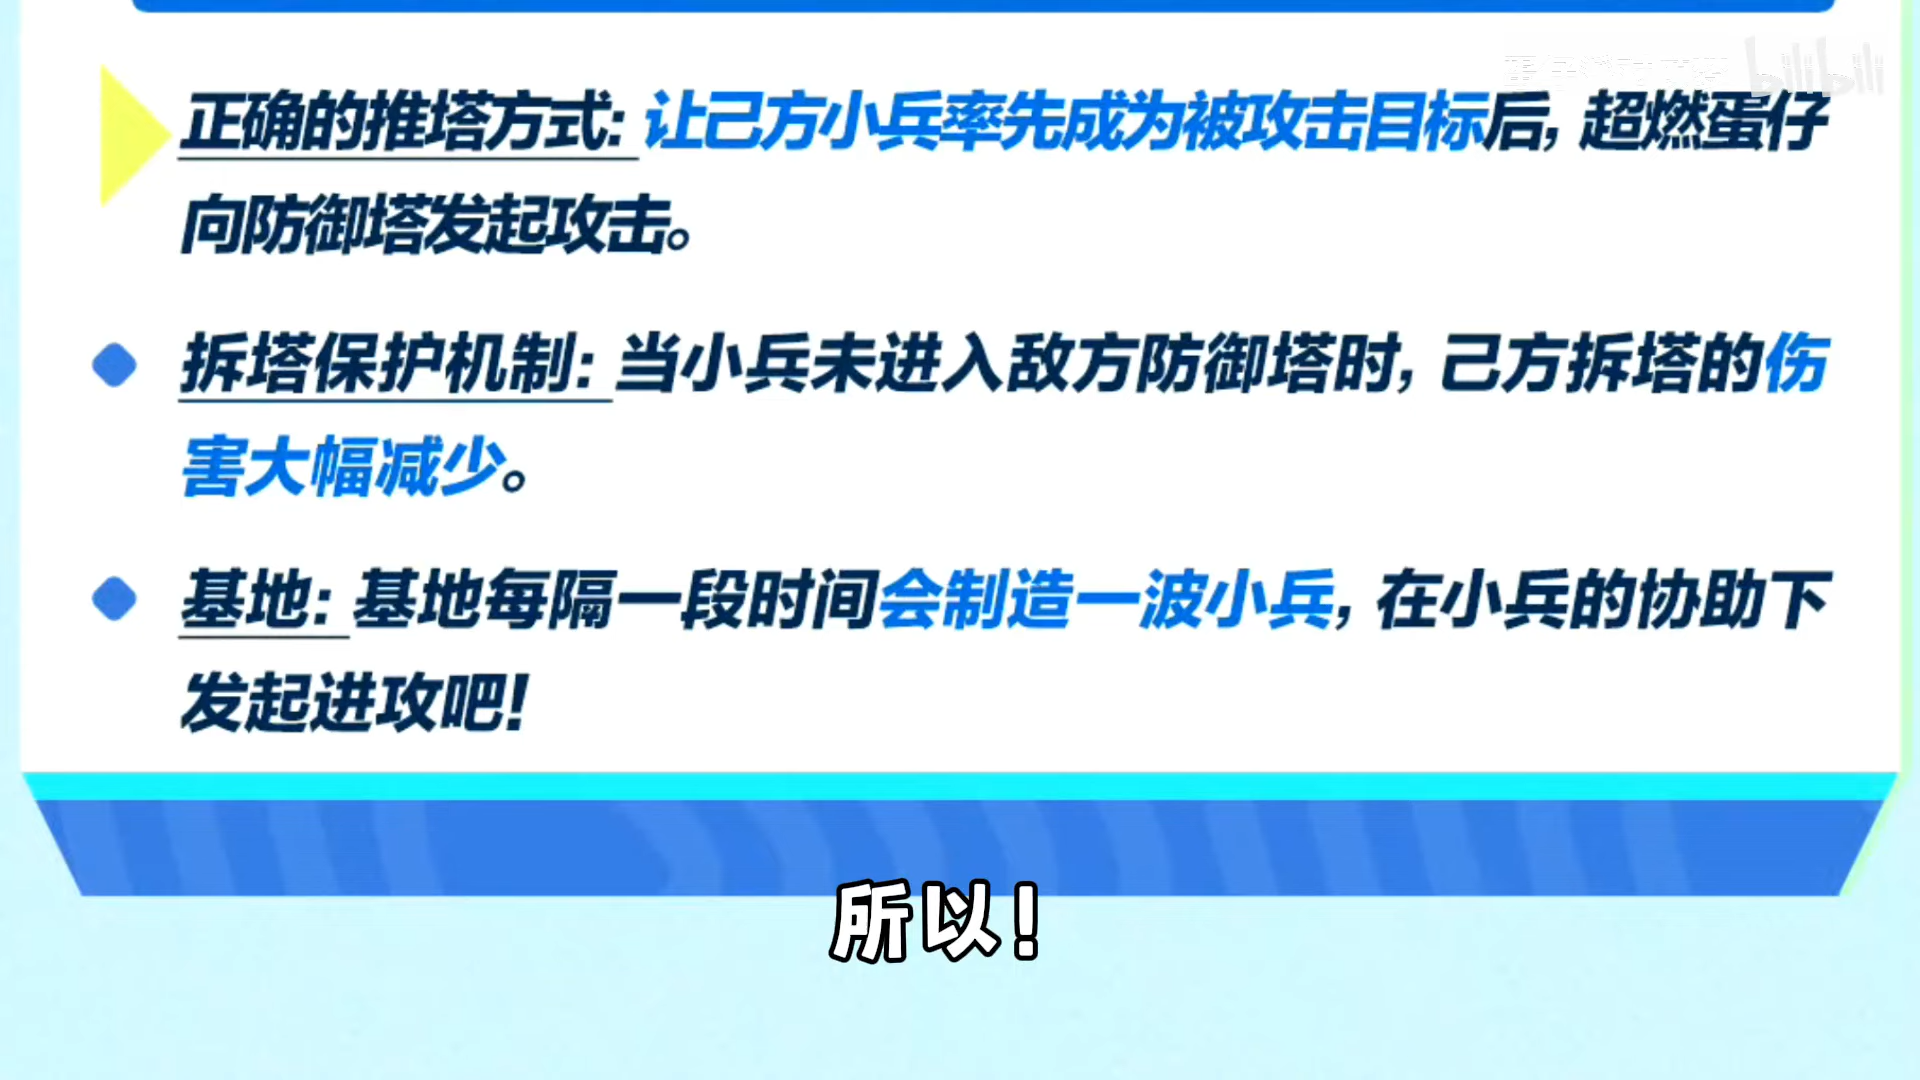 bilibili
正确的推塔方式：让己方小兵率先成为被攻击目标后，超燃蛋仔
向防御塔发起攻击。
拆塔保护机制：当小兵未进入敌方防御塔时，己方拆塔的伤
害大幅减少。
基地：基地每隔一段时间会制造一波小兵，在小兵的协助下
发起进攻吧！
所以！